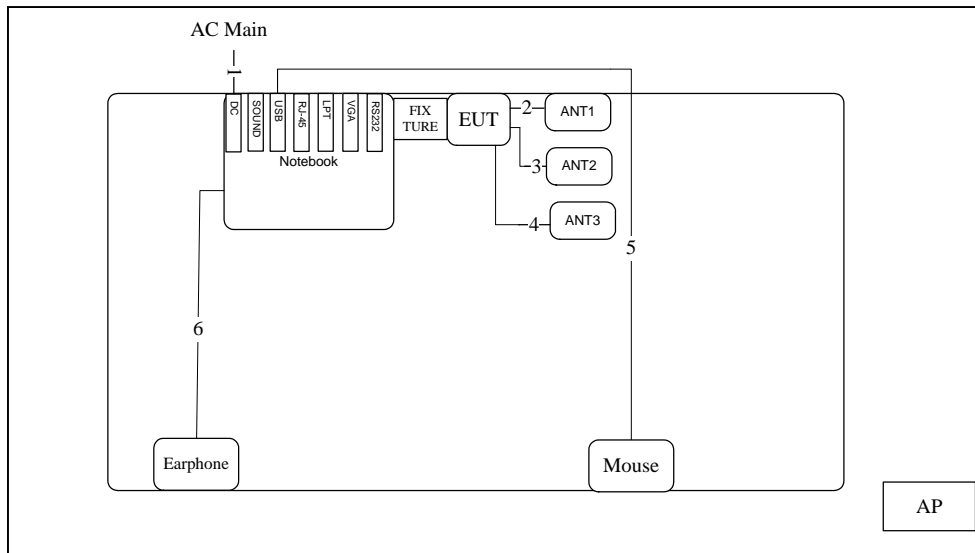 AC Main
1
DC
SOUND
USB
RJ-45
LPT
VGA
RS232
Notebook
FIX
TURE
EUT
2
ANT1
3
ANT2
4
ANT3
5
6
Earphone
Mouse
AP